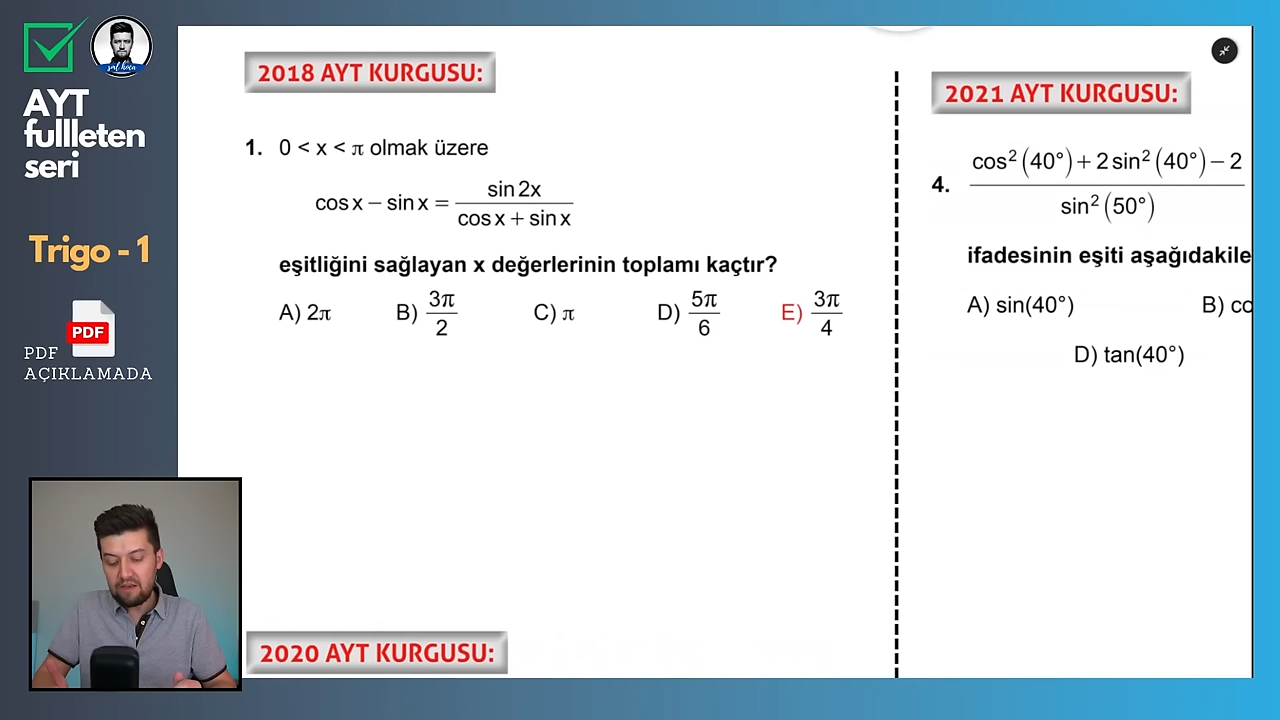 AYT
fullleten
seri
Trigo - 1
PDF
PDF
AÇIKLAMADA
2018 AYT KURGUSU:
1. 0 < x < π olmak üzere
cos x − sin x = sin 2x / cos x + sin x
eşitliğini sağlayan x değerlerinin toplamı kaçtır?
A) 2π B) 3π/2 C) π D) 5π/6 E) 3π/4
2020 AYT KURGUSU:
2021 AYT KURGUSU:
4. cos² (40°) + 2 sin² (40°) − 2 / sin² (50°)
ifadesinin eşiti aşağıdakile
A) sin(40°) B) co
D) tan(40°)